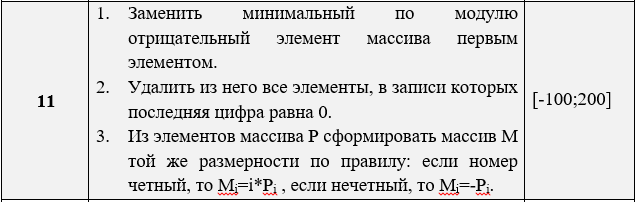 11
1. Заменить минимальный по модулю
отрицательный элемент массива первым
элементом.
2. Удалить из него все элементы, в записи которых
последняя цифра равна 0.
3. Из элементов массива P сформировать массив M
той же размерности по правилу: если номер
четный, то Mi=i*Pi , если нечетный, то Mi=-Pi.
[-100;200]